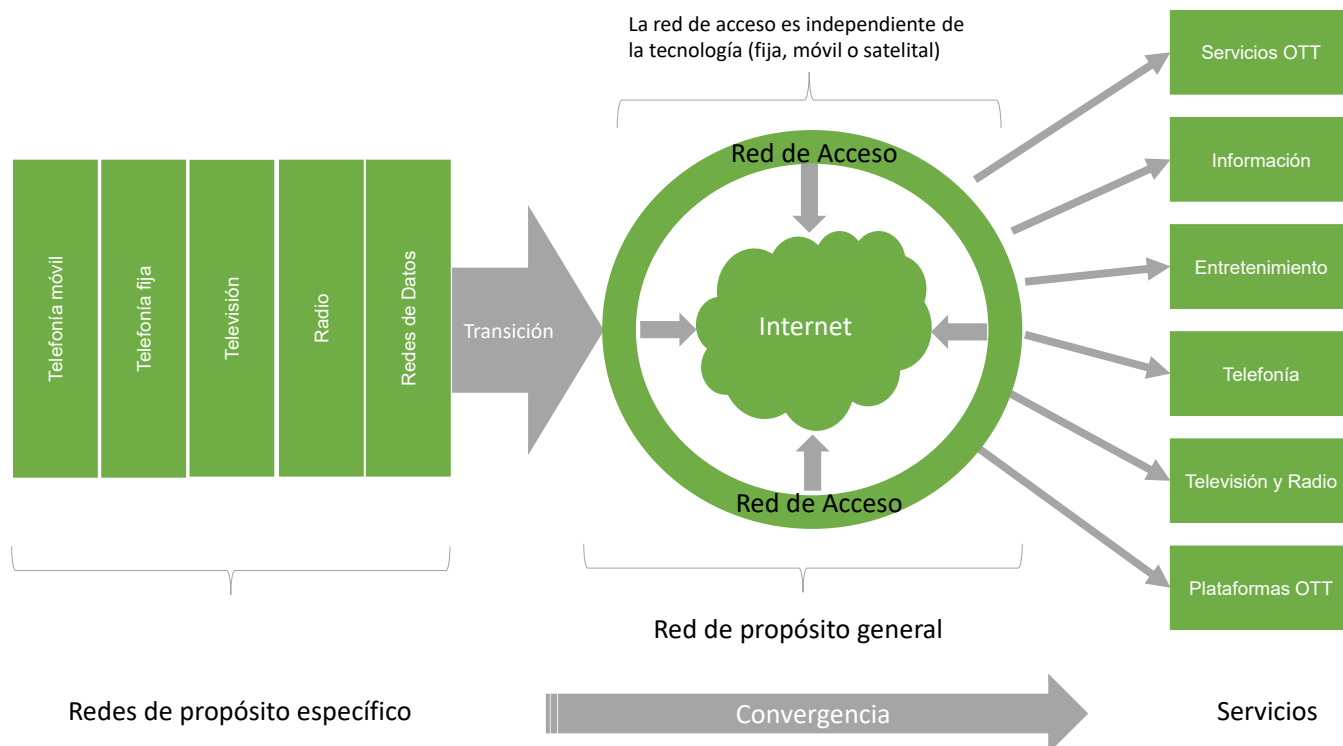 La red de acceso es independiente de
la tecnología (fija, móvil o satelital)
Telefonía móvil
Telefonía fija
Televisión
Radio
Redes de Datos
Transición
Red de Acceso
Internet
Red de Acceso
Servicios OTT
Información
Entretenimiento
Telefonía
Televisión y Radio
Plataformas OTT
Red de propósito general
Redes de propósito específico
Convergencia
Servicios